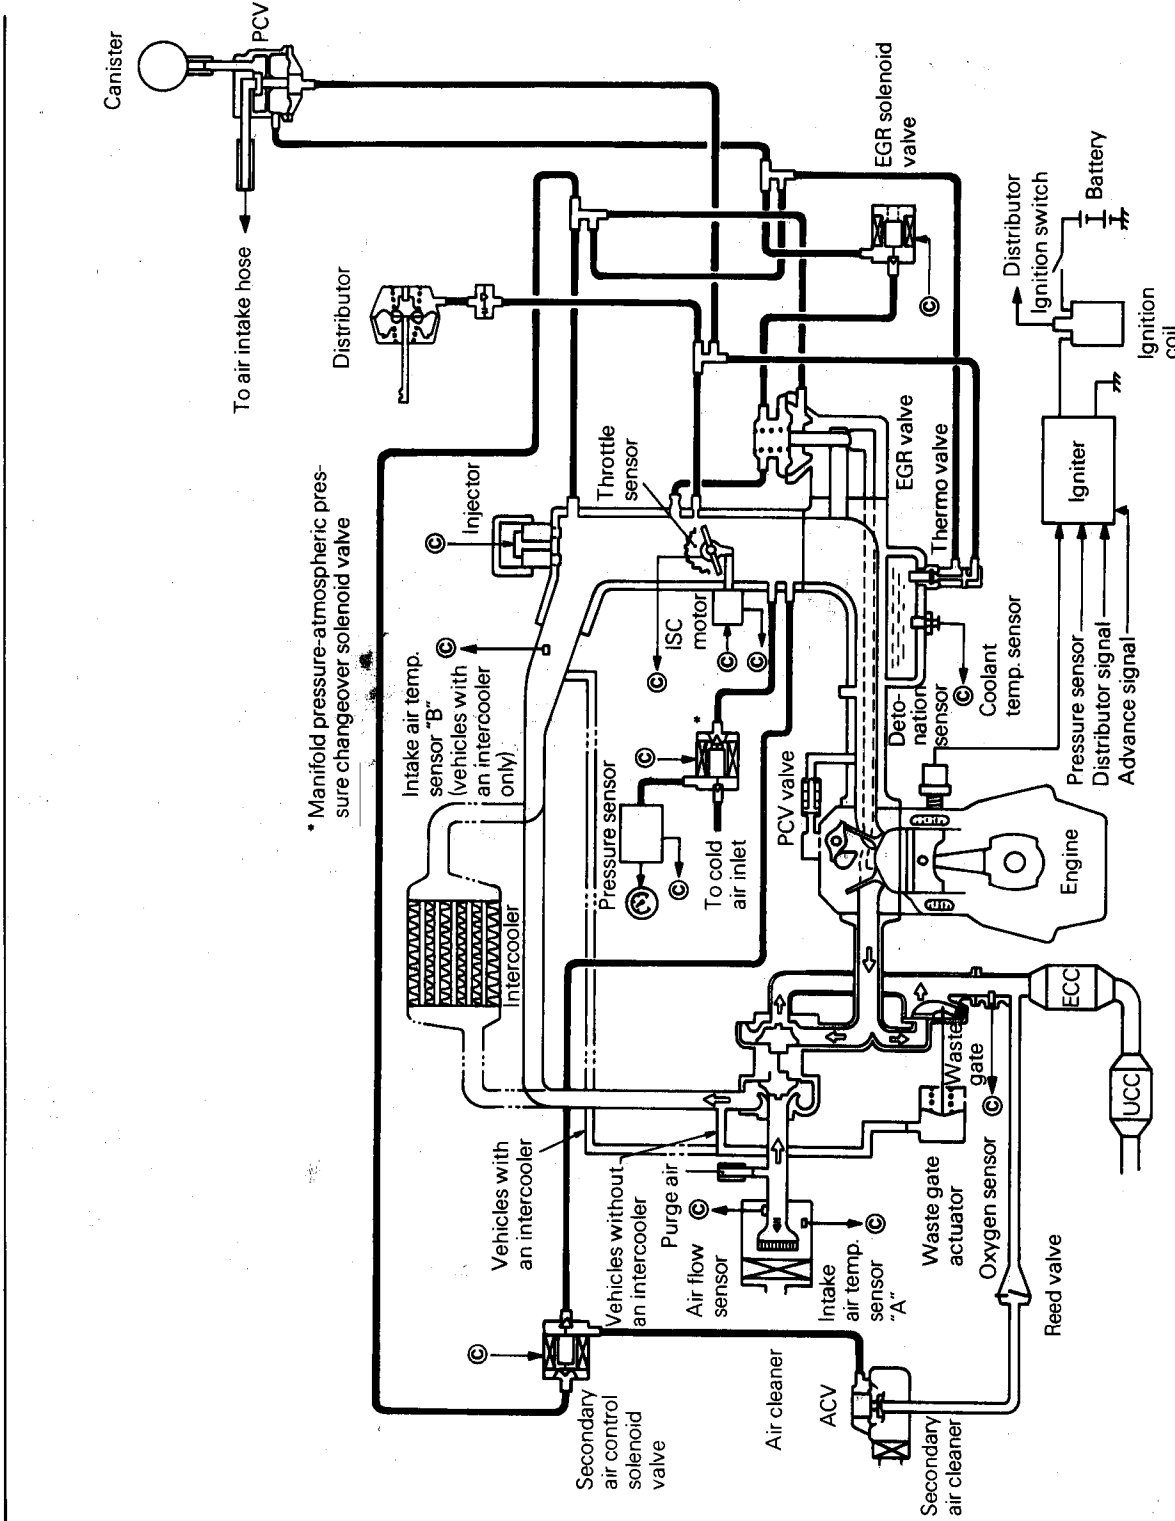 * Manifold pressure-atmospheric pres-
sure changeover solenoid valve
Canister
PCV
To air intake hose
Distributor
EGR solenoid
valve
©
Distributor
Ignition switch
Battery
Ignition
coil
Igniter
Injector
©
Throttle
sensor
EGR valve
Thermo valve
©
ISC
motor
©
©
Intake air temp.
sensor "B"
(vehicles with
an intercooler
only)
©
Pressure sensor
©
©
*
To cold
air inlet
PCV valve
Deto-
nation
sensor
©
Coolant
temp. sensor
Pressure sensor
Distributor signal
Advance signal
Intercooler
Engine
ECC
UCC
Waste
gate
©
Vehicles with
an intercooler
Vehicles without
an intercooler
Purge air
©
Air flow
sensor
©
Intake
air temp.
sensor
"A"
Waste gate
actuator
Oxygen sensor
Reed valve
©
Secondary
air control
solenoid
valve
Air cleaner
ACV
Secondary
air cleaner